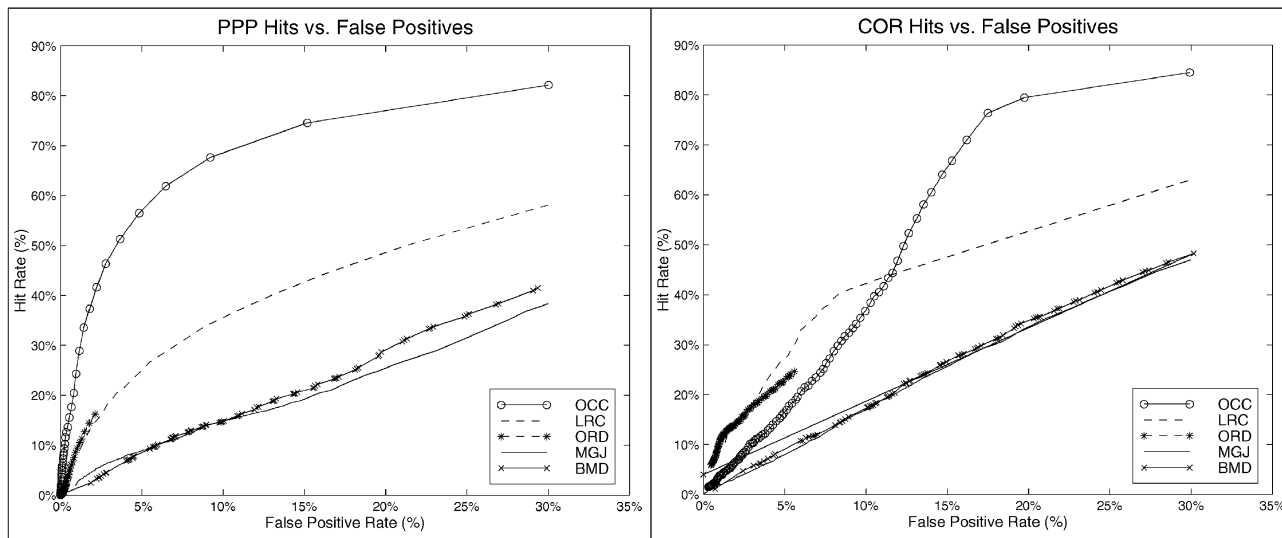 PPP Hits vs. False Positives
90%
80%
70%
60%
50%
40%
30%
20%
10%
0%
Hit Rate (%)
0%
5%
10%
15%
20%
25%
30%
35%
False Positive Rate (%)
OCC
LRC
ORD
MGJ
BMD
COR Hits vs. False Positives
90%
80%
70%
60%
50%
40%
30%
20%
10%
0%
Hit Rate (%)
0%
5%
10%
15%
20%
25%
30%
35%
False Positive Rate (%)
OCC
LRC
ORD
MGJ
BMD